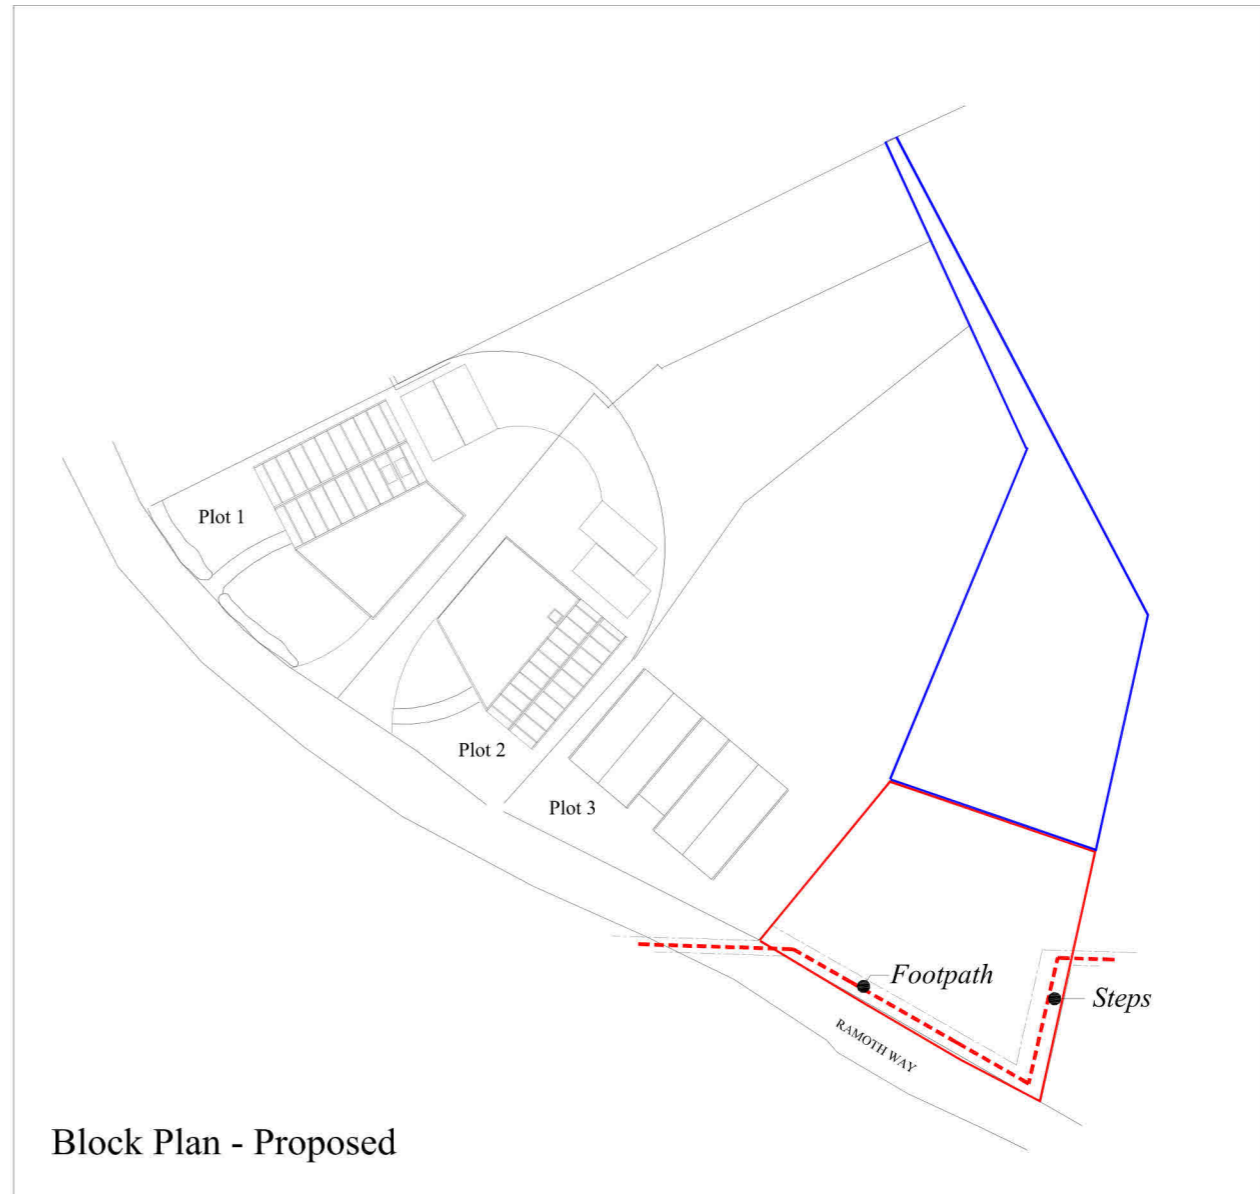 Plot 1
Plot 2
Plot 3
Footpath
Steps
RAMOTH WAY
Block Plan - Proposed